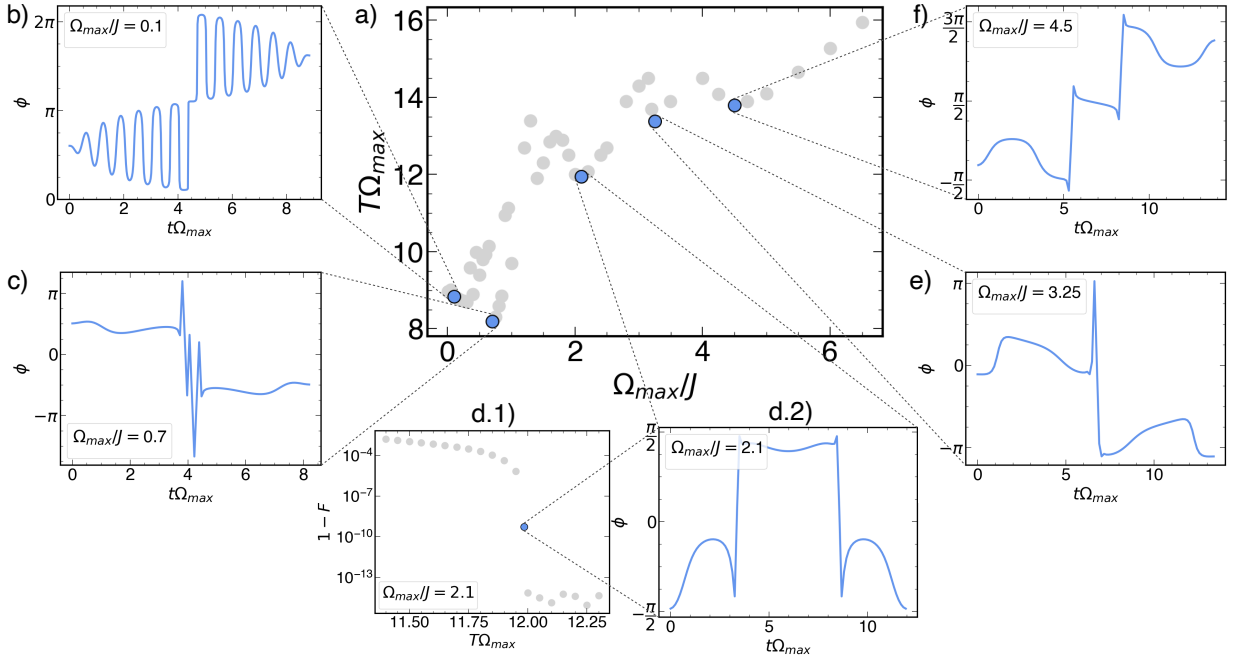 b)
Ω_max/J = 0.1
2π
π
0
ϕ
0 2 4 6 8
tΩ_max
a)
16
14
12
10
8
TΩ_max
0 2 4 6
Ω_max/J
f)
Ω_max/J = 4.5
3π/2
π/2
−π/2
ϕ
0 5 10
tΩ_max
c)
π
0
−π
ϕ
Ω_max/J = 0.7
0 2 4 6 8
tΩ_max
e)
Ω_max/J = 3.25
π
0
−π
ϕ
0 5 10
tΩ_max
d.1)
10⁻⁴
10⁻⁷
10⁻¹⁰
10⁻¹³
1 − F
Ω_max/J = 2.1
11.50 11.75 12.00 12.25
TΩ_max
d.2)
Ω_max/J = 2.1
π/2
0
−π/2
ϕ
0 5 10
tΩ_max